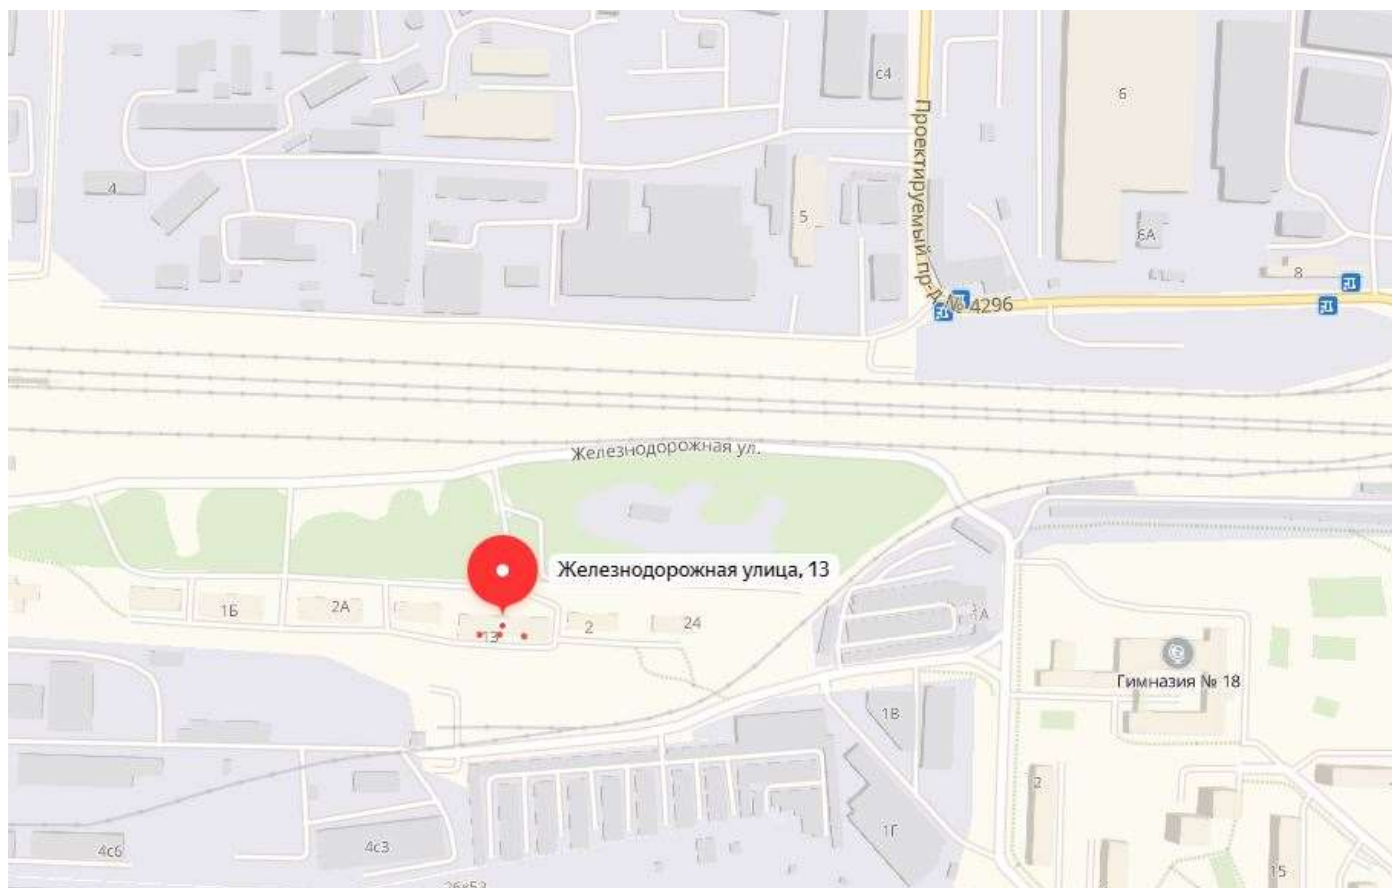 с4
6
Проектируемый пр-д № 4296
4
5
6А
8
Железнодорожная ул.
Железнодорожная улица, 13
1Б
2А
13
2
24
Гимназия № 18
1В
2
1Г
4с6
4с3
15